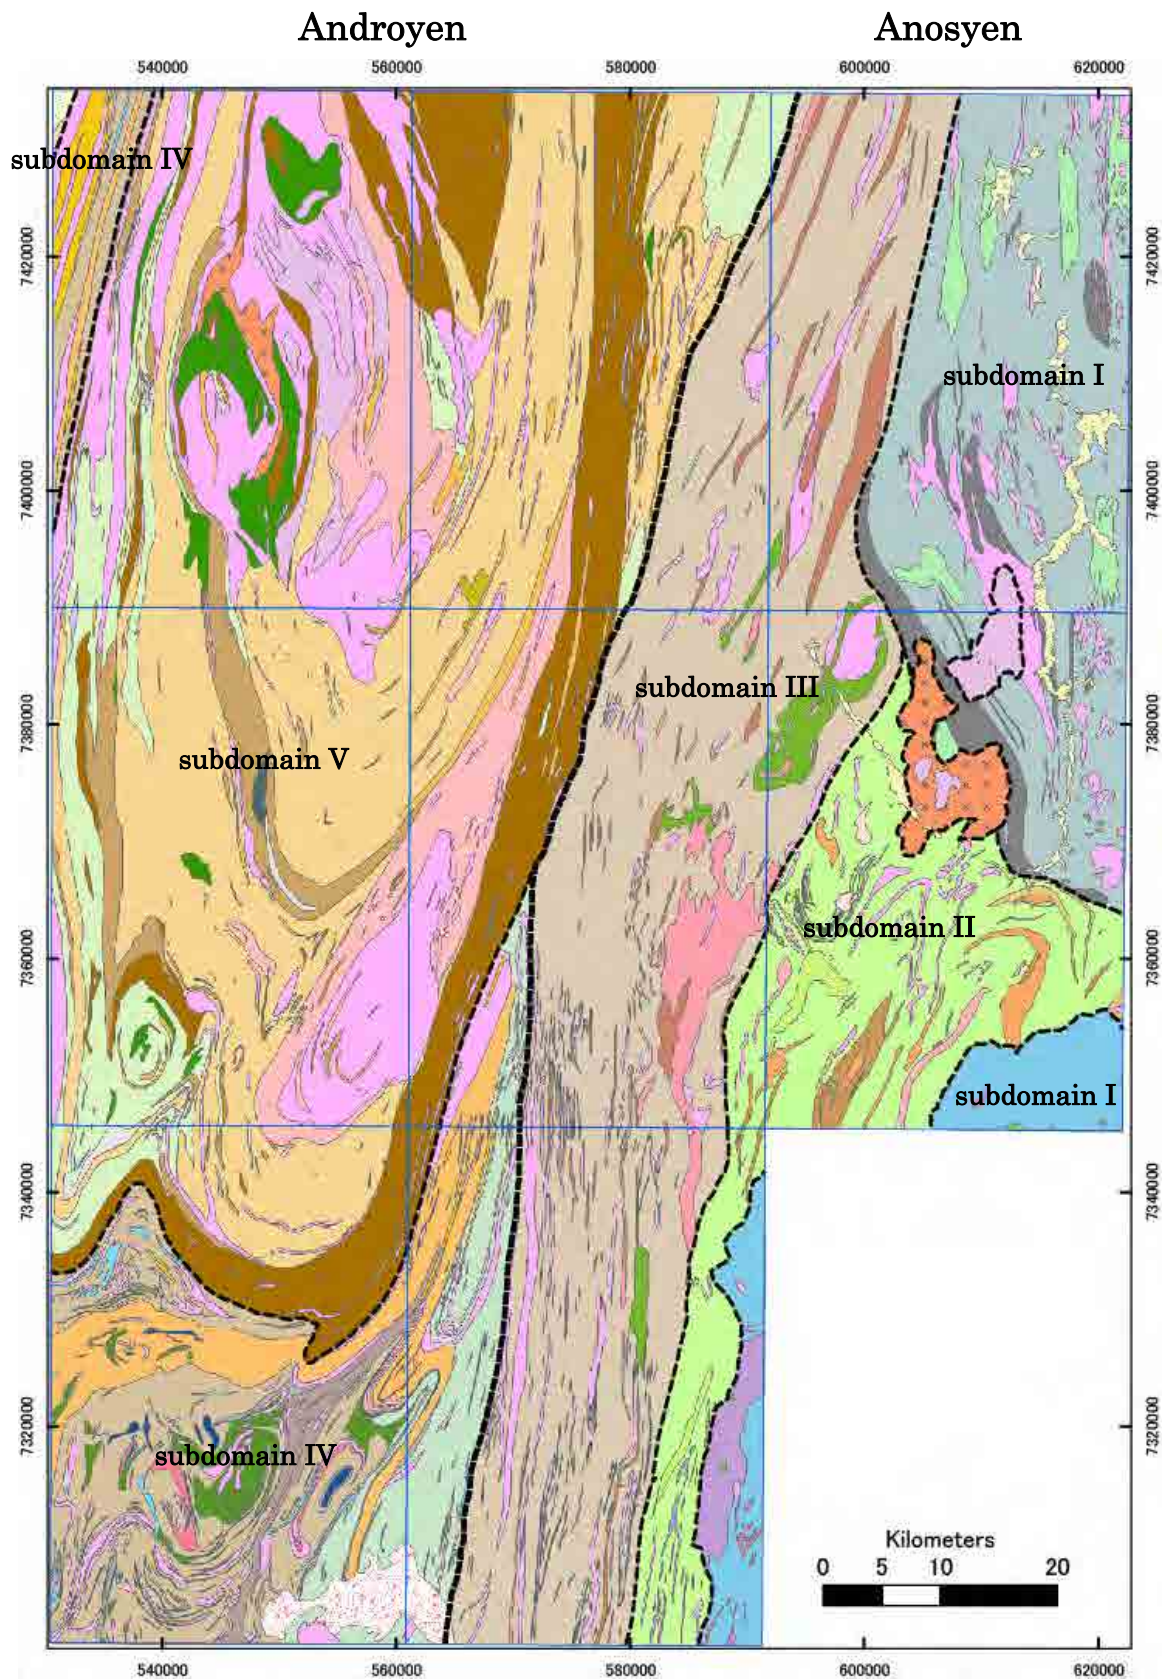 Androyen Anosyen
540000 560000 580000 600000 620000
subdomain IV
7420000 7420000
subdomain I
7400000 7400000
subdomain III
7380000 7380000
subdomain V
subdomain II
7360000 7360000
subdomain I
7340000 7340000
7320000 7320000
subdomain IV
Kilometers
0 5 10 20
540000 560000 580000 600000 620000